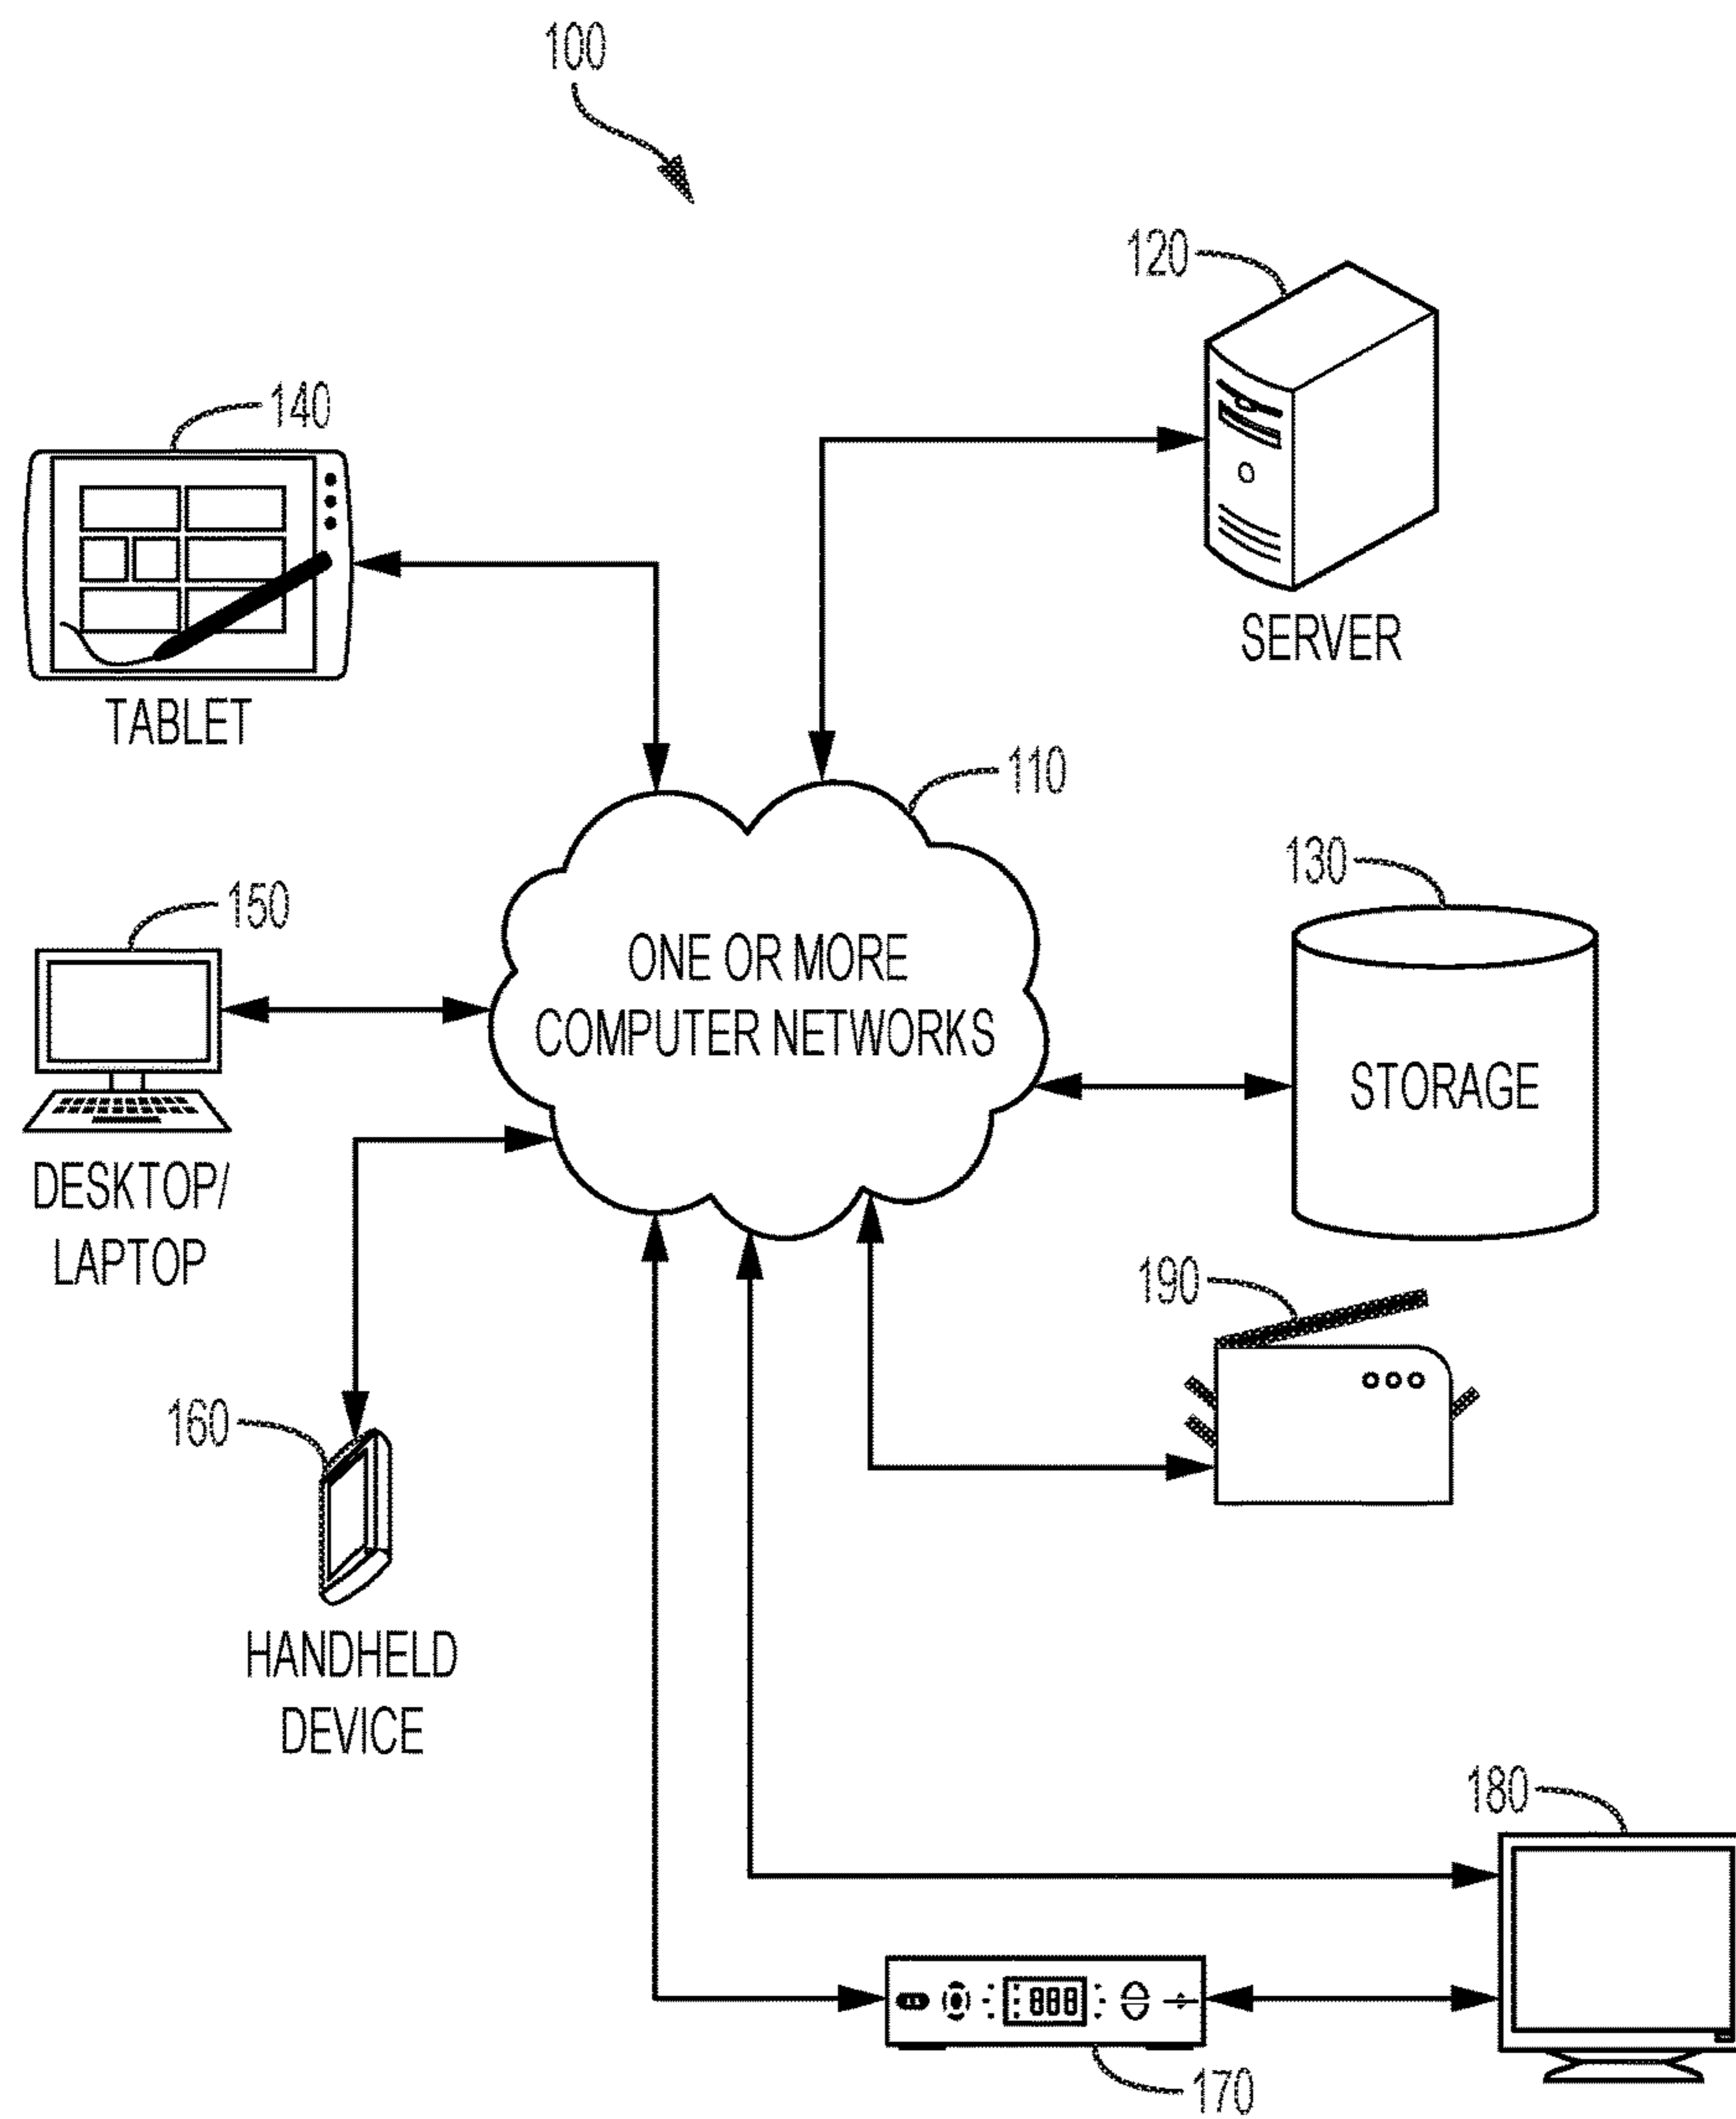 100
120
140
SERVER
TABLET
110
130
150
ONE OR MORE
COMPUTER NETWORKS
STORAGE
DESKTOP/
LAPTOP
190
160
HANDHELD
DEVICE
180
888
170